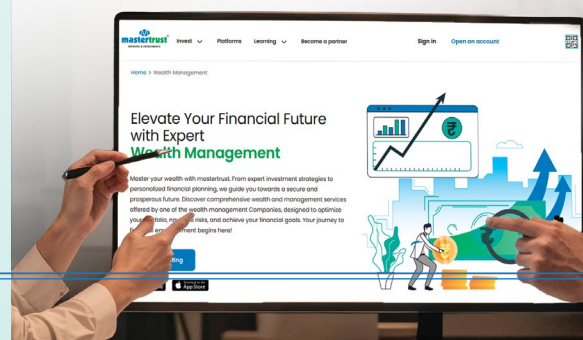 mastertrust
Invest
Platforms
Learning
Become a partner
Sign in
Open an account
Home > Wealth Management
Elevate Your Financial Future
with Expert
Wealth Management
Master your wealth with mastertrust. From expert investment strategies to
personalized financial planning, we guide you towards a secure and
prosperous future. Discover comprehensive wealth and management services
offered by one of the wealth management Companies, designed to optimize
your portfolio, risks, and achieve your financial goals. Your journey to
begins here!
App Store